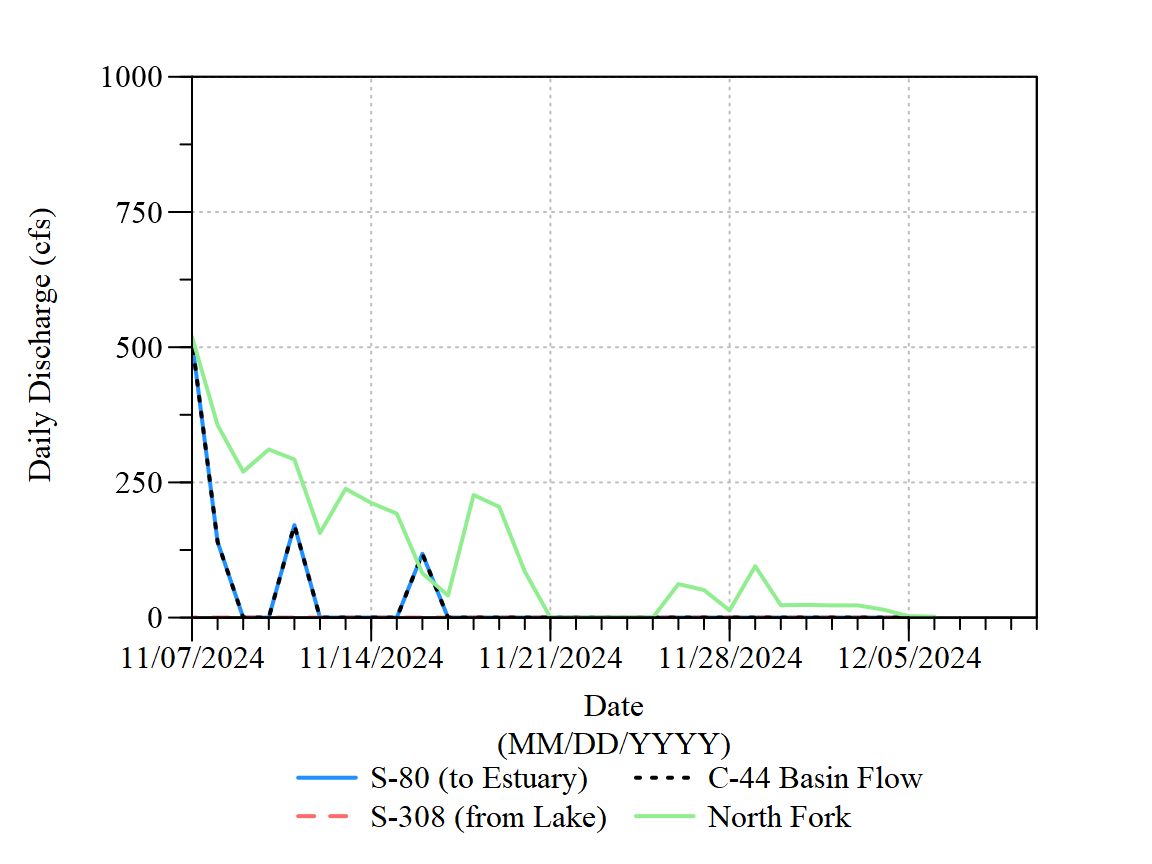 1000
750
500
250
0
Daily Discharge (cfs)
11/07/2024 11/14/2024 11/21/2024 11/28/2024 12/05/2024
Date
(MM/DD/YYYY)
S-80 (to Estuary) C-44 Basin Flow
S-308 (from Lake) North Fork